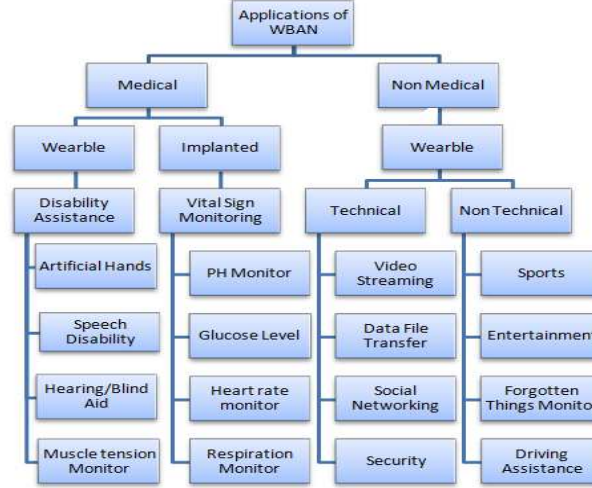 Applications of
WBAN
Medical
Non Medical
Wearble
Implanted
Wearble
Disability
Assistance
Vital Sign
Monitoring
Technical
Non Technical
Artificial Hands
PH Monitor
Video
Streaming
Sports
Speech
Disability
Glucose Level
Data File
Transfer
Entertainment
Hearing/Blind
Aid
Heart rate
monitor
Social
Networking
Forgotten
Things Monitor
Muscle tension
Monitor
Respiration
Monitor
Security
Driving
Assistance